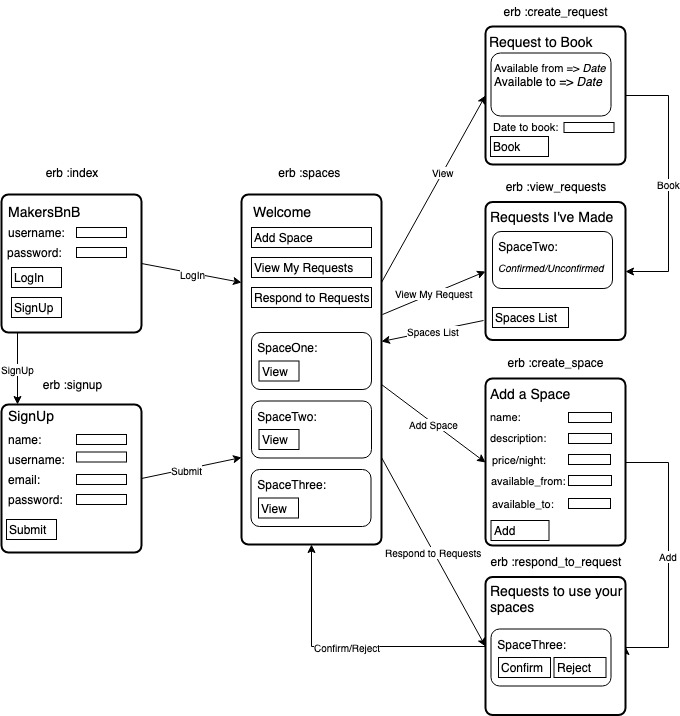 erb :index
MakersBnB
username:
password:
LogIn
SignUp
SignUp
erb :signup
SignUp
name:
username:
email:
password:
Submit
LogIn
Submit
erb :spaces
Welcome
Add Space
View My Requests
Respond to Requests
SpaceOne:
View
SpaceTwo:
View
SpaceThree:
View
View
View My Request
Spaces List
Add Space
Respond to Requests
Confirm/Reject
erb :create_request
Request to Book
Available from => Date
Available to => Date
Date to book:
Book
Book
erb :view_requests
Requests I've Made
SpaceTwo:
Confirmed/Unconfirmed
Spaces List
erb :create_space
Add a Space
name:
description:
price/night:
available_from:
available_to:
Add
Add
erb :respond_to_request
Requests to use your
spaces
SpaceThree:
Confirm
Reject